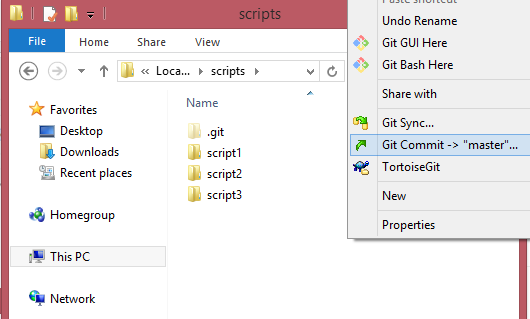 scripts
File
Home
Share
View
« Loca... scripts
Favorites
Desktop
Downloads
Recent places
Homegroup
This PC
Network
Name
.git
script1
script2
script3
Paste shortcut
Undo Rename
Git GUI Here
Git Bash Here
Share with
Git Sync...
Git Commit -> "master"...
TortoiseGit
New
Properties